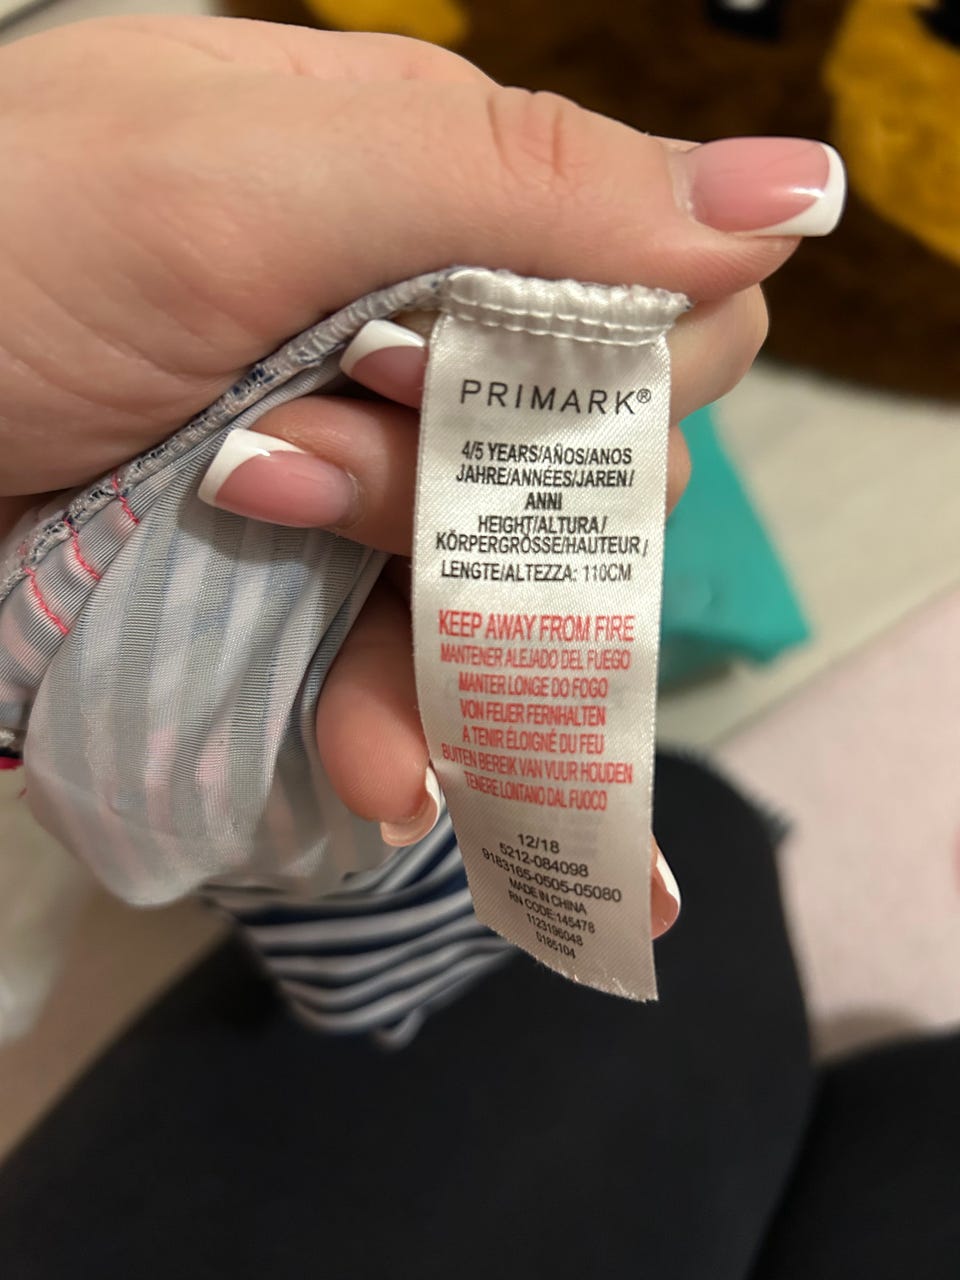 PRIMARK®
4/5 YEARS/AÑOS/ANOS
JAHRE/ANNÉES/JAREN/
ANNI
HEIGHT/ALTURA/
KÖRPERGRÖSSE/HAUTEUR/
LENGTE/ALTEZZA: 110CM
KEEP AWAY FROM FIRE
MANTENER ALEJADO DEL FUEGO
MANTER LONGE DO FOGO
VON FEUER FERNHALTEN
A TENIR ÉLOIGNÉ DU FEU
BUITEN BEREIK VAN VUUR HOUDEN
TENERE LONTANO DAL FUOCO
12/18
5212-084098
9183165-0505-05080
MADE IN CHINA
RN CODE:145478
1123196048
0185104